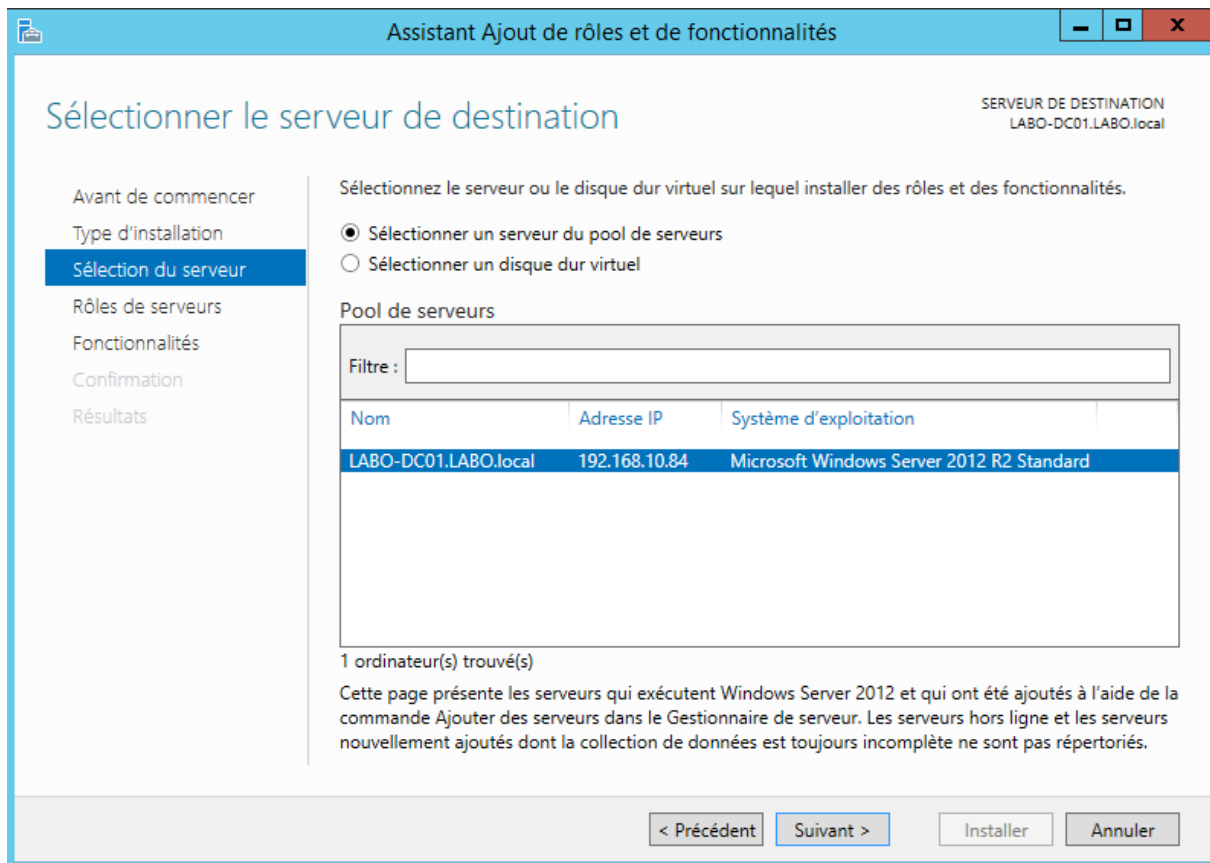 Assistant Ajout de rôles et de fonctionnalités
Sélectionner le serveur de destination
SERVEUR DE DESTINATION
LABO-DC01.LABO.local
Avant de commencer
Type d'installation
Sélection du serveur
Rôles de serveurs
Fonctionnalités
Confirmation
Résultats
Sélectionnez le serveur ou le disque dur virtuel sur lequel installer des rôles et des fonctionnalités.
Sélectionner un serveur du pool de serveurs
Sélectionner un disque dur virtuel
Pool de serveurs
Filtre :
Nom Adresse IP Système d'exploitation
LABO-DC01.LABO.local 192.168.10.84 Microsoft Windows Server 2012 R2 Standard
1 ordinateur(s) trouvé(s)
Cette page présente les serveurs qui exécutent Windows Server 2012 et qui ont été ajoutés à l'aide de la
commande Ajouter des serveurs dans le Gestionnaire de serveur. Les serveurs hors ligne et les serveurs
nouvellement ajoutés dont la collection de données est toujours incomplète ne sont pas répertoriés.
< Précédent Suivant > Installer Annuler